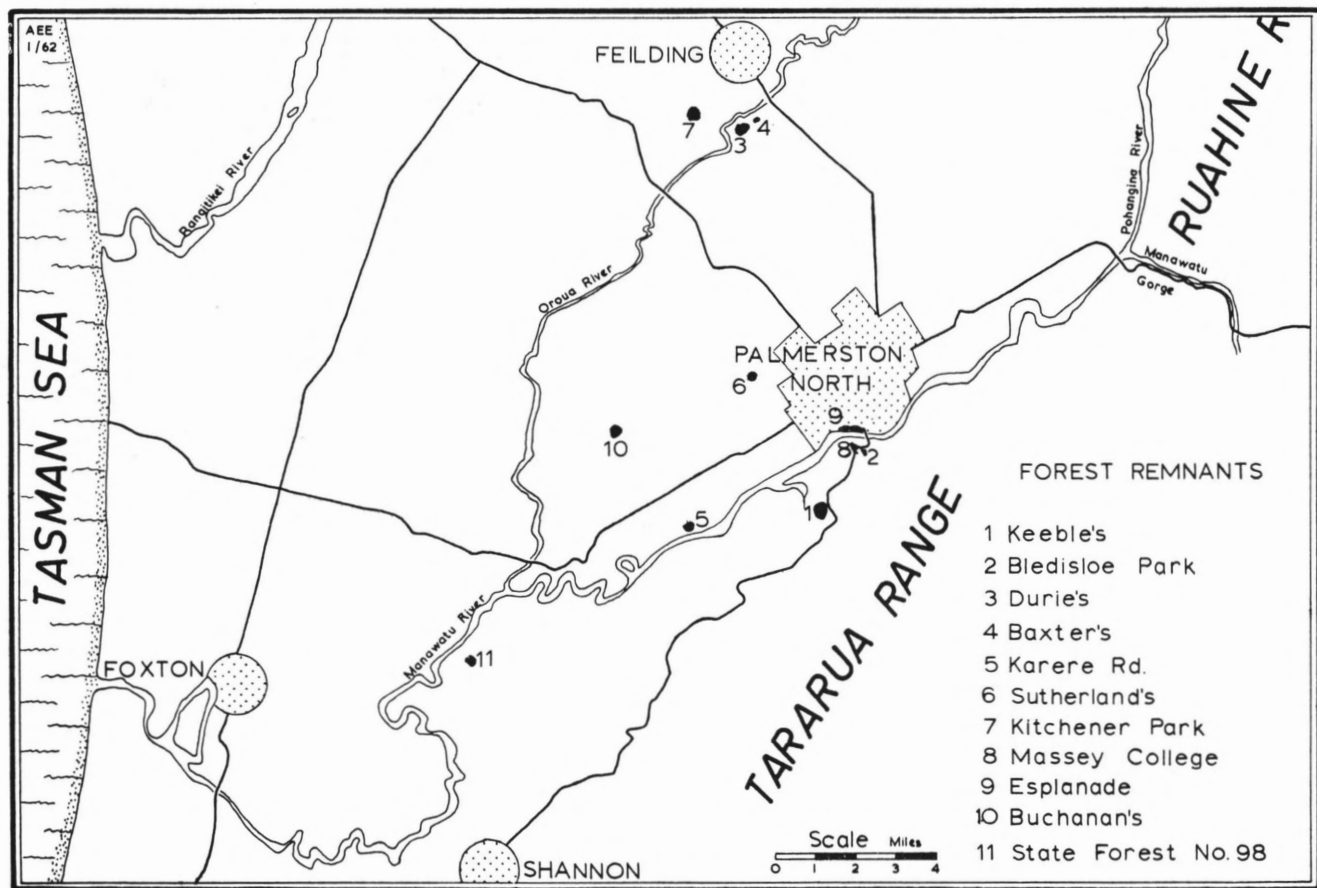 AEE
1/62
FEILDING
7
4
3
RUAHINE R
Rangitikei River
Pohangina River
Manawatu
Gorge
Oroua River
TASMAN SEA
PALMERSTON
NORTH
6
9
10
8
2
1
5
TARARUA RANGE
Manawatu River
11
FOXTON
SHANNON
FOREST REMNANTS
1 Keeble's
2 Bledisloe Park
3 Durie's
4 Baxter's
5 Karere Rd.
6 Sutherland's
7 Kitchener Park
8 Massey College
9 Esplanade
10 Buchanan's
11 State Forest No. 98
Scale Miles
0 1 2 3 4